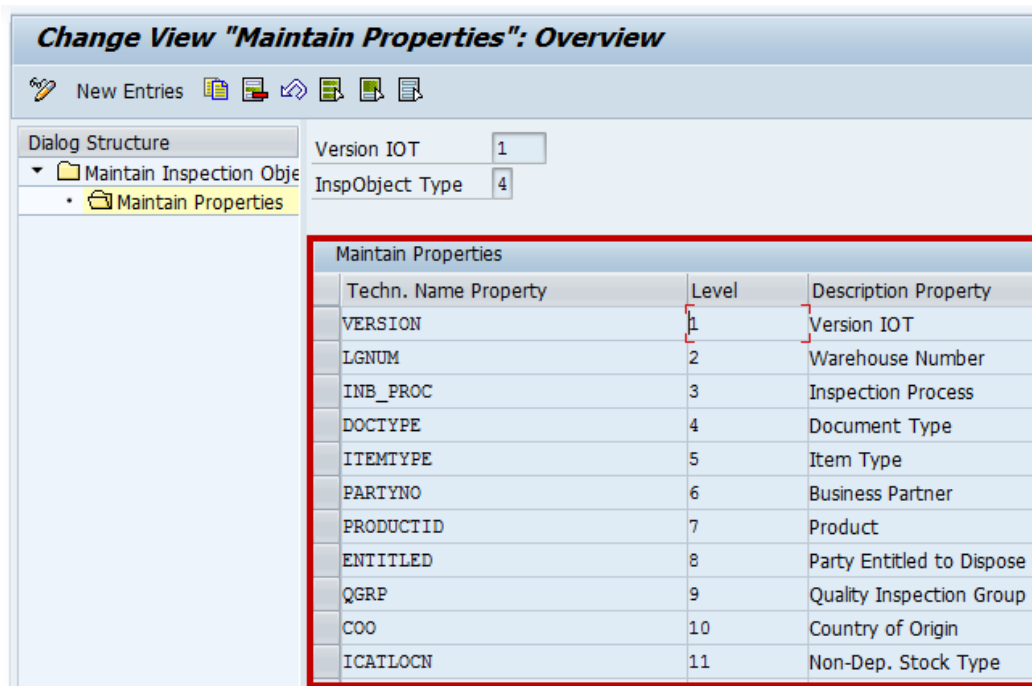 Change View "Maintain Properties": Overview
New Entries
Dialog Structure
Maintain Inspection Obje
Maintain Properties
Version IOT 1
InspObject Type 4
Maintain Properties
Techn. Name Property Level Description Property
VERSION 1 Version IOT
LGNUM 2 Warehouse Number
INB_PROC 3 Inspection Process
DOCTYPE 4 Document Type
ITEMTYPE 5 Item Type
PARTYNO 6 Business Partner
PRODUCTID 7 Product
ENTITLED 8 Party Entitled to Dispose
QGRP 9 Quality Inspection Group
COO 10 Country of Origin
ICATLOCN 11 Non-Dep. Stock Type